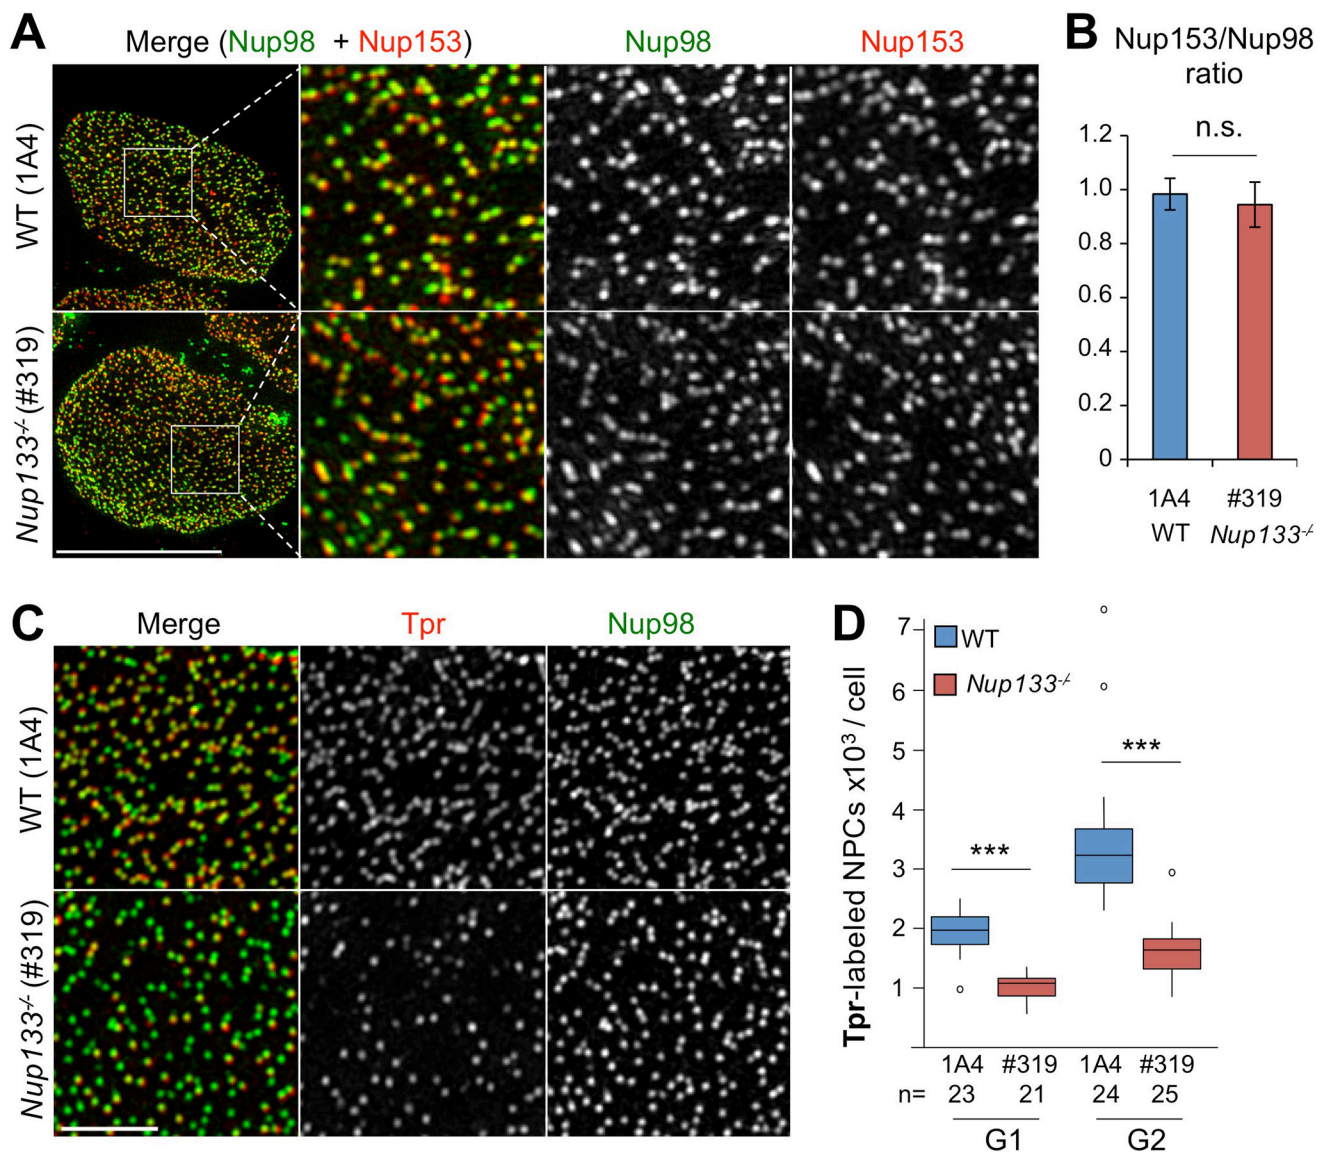 A
Merge (Nup98 + Nup153)
Nup98
Nup153
WT (1A4)
Nup133-/- (#319)
B
Nup153/Nup98
ratio
n.s.
1.2
1.0
0.8
0.6
0.4
0.2
0
1A4
#319
WT
Nup133-/-
C
Merge
Tpr
Nup98
WT (1A4)
Nup133-/- (#319)
D
Tpr-labeled NPCs x10³ / cell
7
6
5
4
3
2
1
WT
Nup133-/-
***
***
1A4 #319 1A4 #319
n= 23 21 24 25
G1 G2